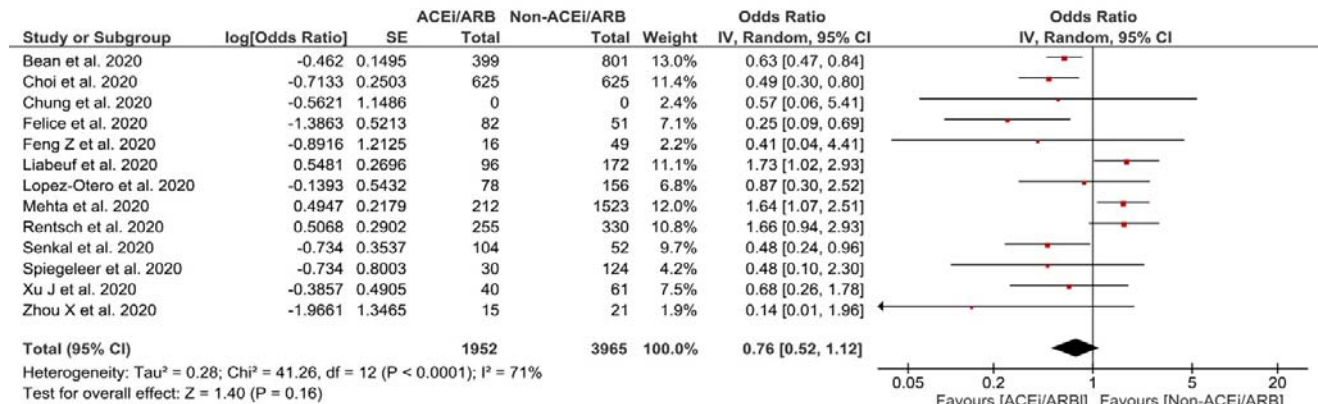 ACEi/ARB Non-ACEi/ARB Odds Ratio Odds Ratio
Study or Subgroup log[Odds Ratio] SE Total Total Weight IV, Random, 95% CI IV, Random, 95% CI
Bean et al. 2020 -0.462 0.1495 399 801 13.0% 0.63 [0.47, 0.84]
Choi et al. 2020 -0.7133 0.2503 625 625 11.4% 0.49 [0.30, 0.80]
Chung et al. 2020 -0.5621 1.1486 0 0 2.4% 0.57 [0.06, 5.41]
Felice et al. 2020 -1.3863 0.5213 82 51 7.1% 0.25 [0.09, 0.69]
Feng Z et al. 2020 -0.8916 1.2125 16 49 2.2% 0.41 [0.04, 4.41]
Liabeuf et al. 2020 0.5481 0.2696 96 172 11.1% 1.73 [1.02, 2.93]
Lopez-Otero et al. 2020 -0.1393 0.5432 78 156 6.8% 0.87 [0.30, 2.52]
Mehta et al. 2020 0.4947 0.2179 212 1523 12.0% 1.64 [1.07, 2.51]
Rentsch et al. 2020 0.5068 0.2902 255 330 10.8% 1.66 [0.94, 2.93]
Senkal et al. 2020 -0.734 0.3537 104 52 9.7% 0.48 [0.24, 0.96]
Spiegeleer et al. 2020 -0.734 0.8003 30 124 4.2% 0.48 [0.10, 2.30]
Xu J et al. 2020 -0.3857 0.4905 40 61 7.5% 0.68 [0.26, 1.78]
Zhou X et al. 2020 -1.9661 1.3465 15 21 1.9% 0.14 [0.01, 1.96]
Total (95% CI) 1952 3965 100.0% 0.76 [0.52, 1.12]
Heterogeneity: Tau² = 0.28; Chi² = 41.26, df = 12 (P < 0.0001); I² = 71%
Test for overall effect: Z = 1.40 (P = 0.16)
0.05 0.2 1 5 20
Favours [ACEi/ARBI] Favours [Non-ACEi/ARB]